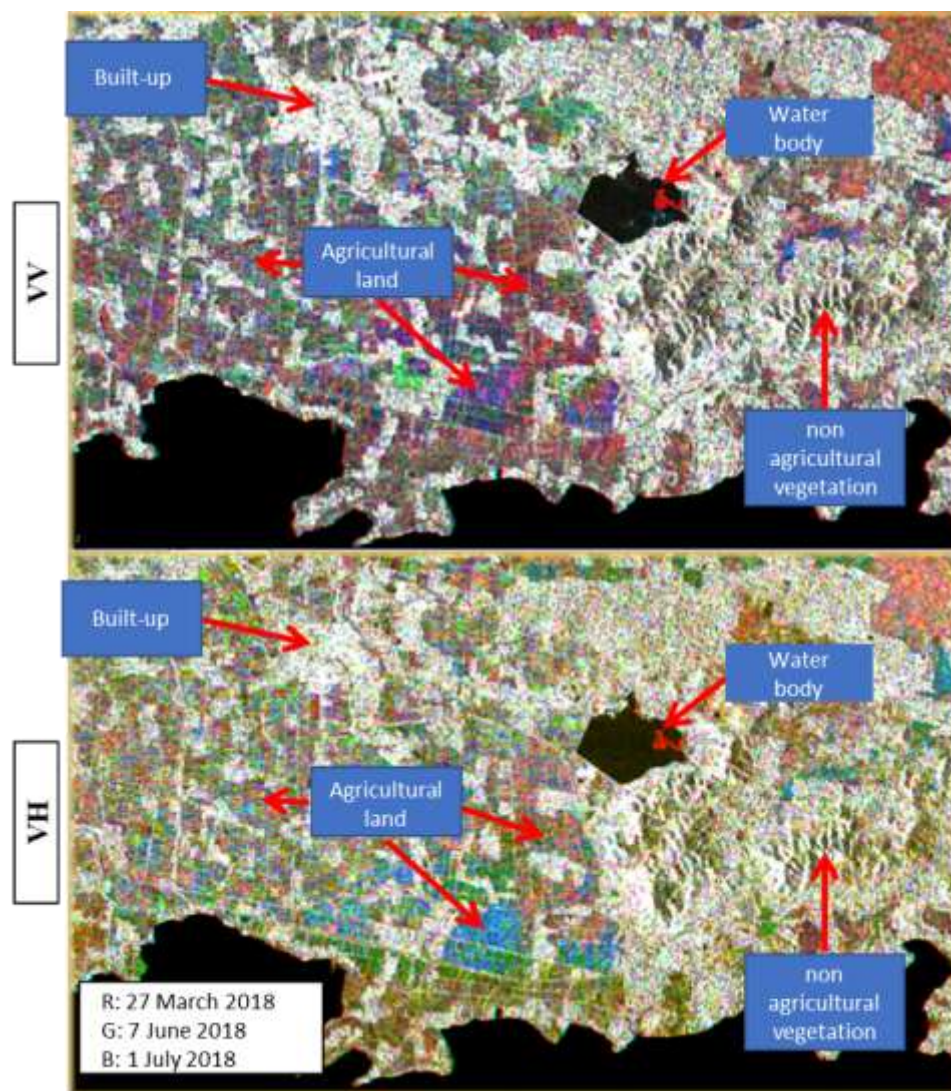 Built-up
Water
body
VV
Agricultural
land
non
agricultural
vegetation
Built-up
Water
body
VH
Agricultural
land
non
agricultural
vegetation
R: 27 March 2018
G: 7 June 2018
B: 1 July 2018